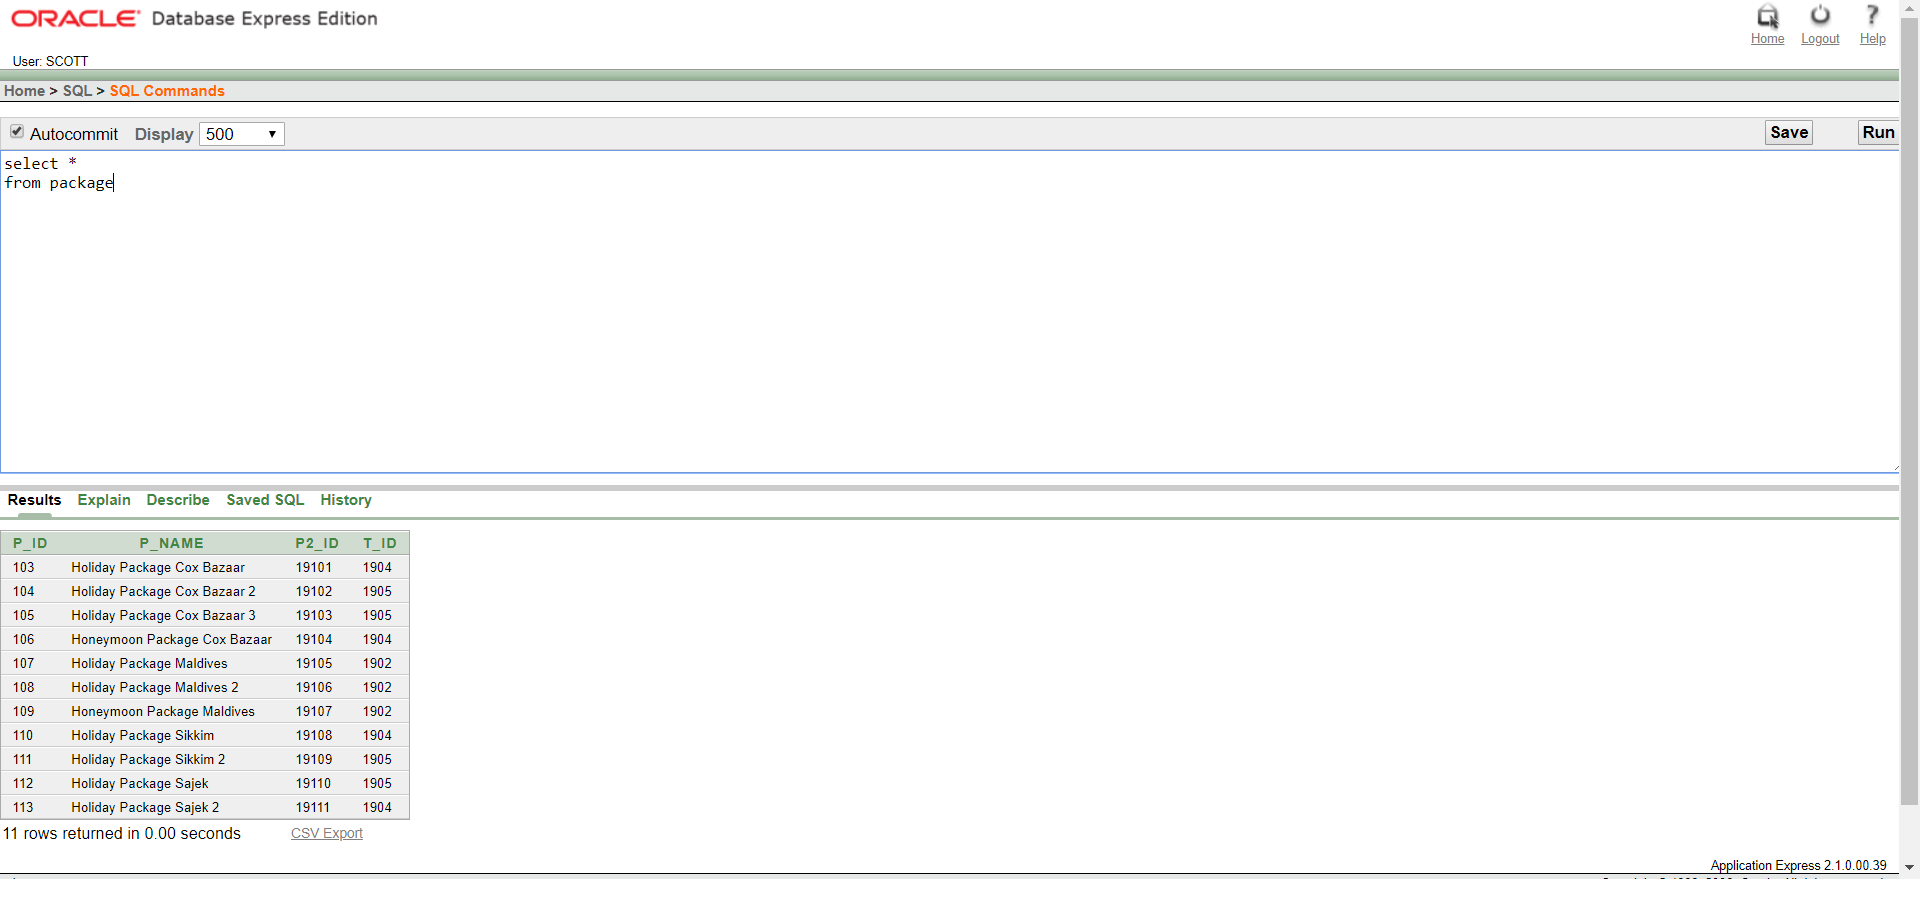 ORACLE Database Express Edition
Home Logout Help
User: SCOTT
Home > SQL > SQL Commands
Autocommit Display 500 Save Run
select *
from package
Results Explain Describe Saved SQL History
P_ID P_NAME P2_ID T_ID
103 Holiday Package Cox Bazaar 19101 1904
104 Holiday Package Cox Bazaar 2 19102 1905
105 Holiday Package Cox Bazaar 3 19103 1905
106 Honeymoon Package Cox Bazaar 19104 1904
107 Holiday Package Maldives 19105 1902
108 Holiday Package Maldives 2 19106 1902
109 Honeymoon Package Maldives 19107 1902
110 Holiday Package Sikkim 19108 1904
111 Holiday Package Sikkim 2 19109 1905
112 Holiday Package Sajek 19110 1905
113 Holiday Package Sajek 2 19111 1904
11 rows returned in 0.00 seconds CSV Export
Application Express 2.1.0.00.39